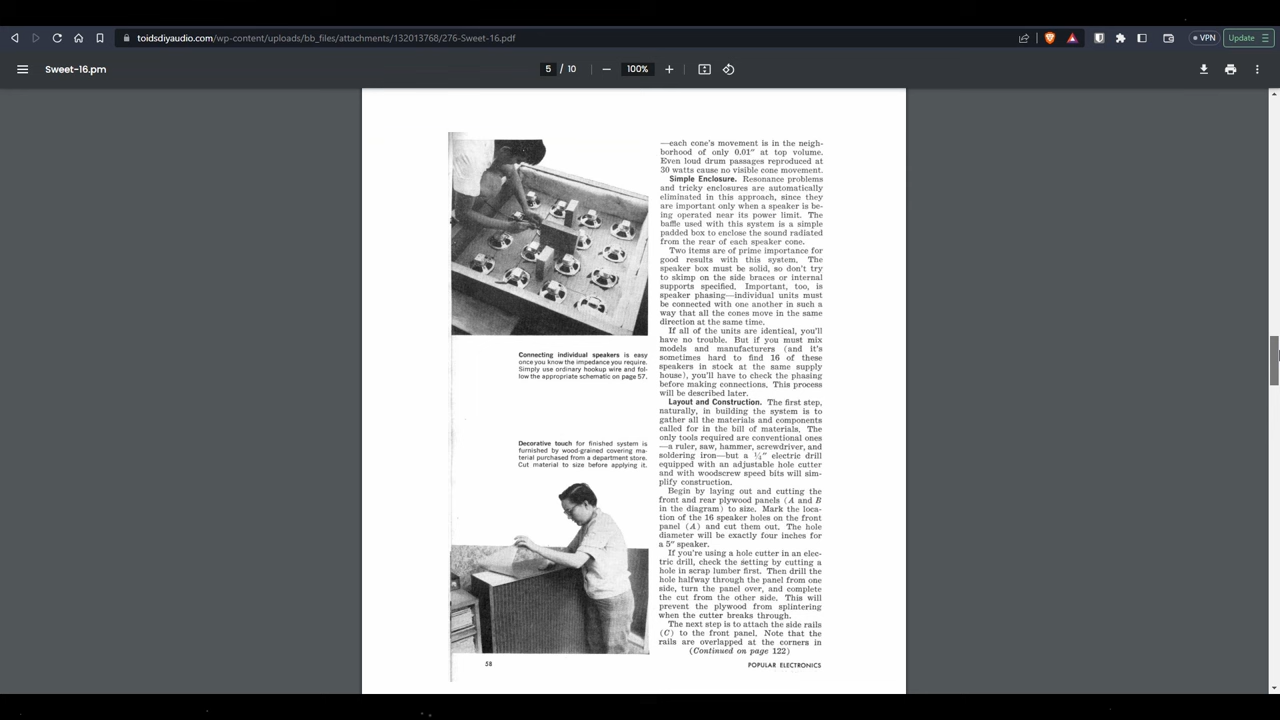 toidsdiyaudio.com/wp-content/uploads/bb_files/attachments/132013768/276-Sweet-16.pdf
VPN
Update
Sweet-16.pm
5 / 10
100%
Connecting individual speakers is easy
once you know the impedance you require.
Simply use ordinary hookup wire and fol-
low the appropriate schematic on page 57.
Decorative touch for finished system is
furnished by wood-grained covering ma-
terial purchased from a department store.
Cut material to size before applying it.
—each cone's movement is in the neigh-
borhood of only 0.01" at top volume.
Even loud drum passages reproduced at
30 watts cause no visible cone movement.
Simple Enclosure. Resonance problems
and tricky enclosures are automatically
eliminated in this approach, since they
are important only when a speaker is be-
ing operated near its power limit. The
baffle used with this system is a simple
padded box to enclose the sound radiated
from the rear of each speaker cone.
Two items are of prime importance for
good results with this system. The
speaker box must be solid, so don't try
to skimp on the side braces or internal
supports specified. Important, too, is
speaker phasing—individual units must
be connected with one another in such a
way that all the cones move in the same
direction at the same time.
If all of the units are identical, you'll
have no trouble. But if you must mix
models and manufacturers (and it's
sometimes hard to find 16 of these
speakers in stock at the same supply
house), you'll have to check the phasing
before making connections. This process
will be described later.
Layout and Construction. The first step,
naturally, in building the system is to
gather all the materials and components
called for in the bill of materials. The
only tools required are conventional ones
—a ruler, saw, hammer, screwdriver, and
soldering iron—but a ¼" electric drill
equipped with an adjustable hole cutter
and with woodscrew speed bits will sim-
plify construction.
Begin by laying out and cutting the
front and rear plywood panels (A and B
in the diagram) to size. Mark the loca-
tion of the 16 speaker holes on the front
panel (A) and cut them out. The hole
diameter will be exactly four inches for
a 5" speaker.
If you're using a hole cutter in an elec-
tric drill, check the setting by cutting a
hole in scrap lumber first. Then drill the
hole halfway through the panel from one
side, turn the panel over, and complete
the cut from the other side. This will
prevent the plywood from splintering
when the cutter breaks through.
The next step is to attach the side rails
(C) to the front panel. Note that the
rails are overlapped at the corners in
(Continued on page 122)
58
POPULAR ELECTRONICS